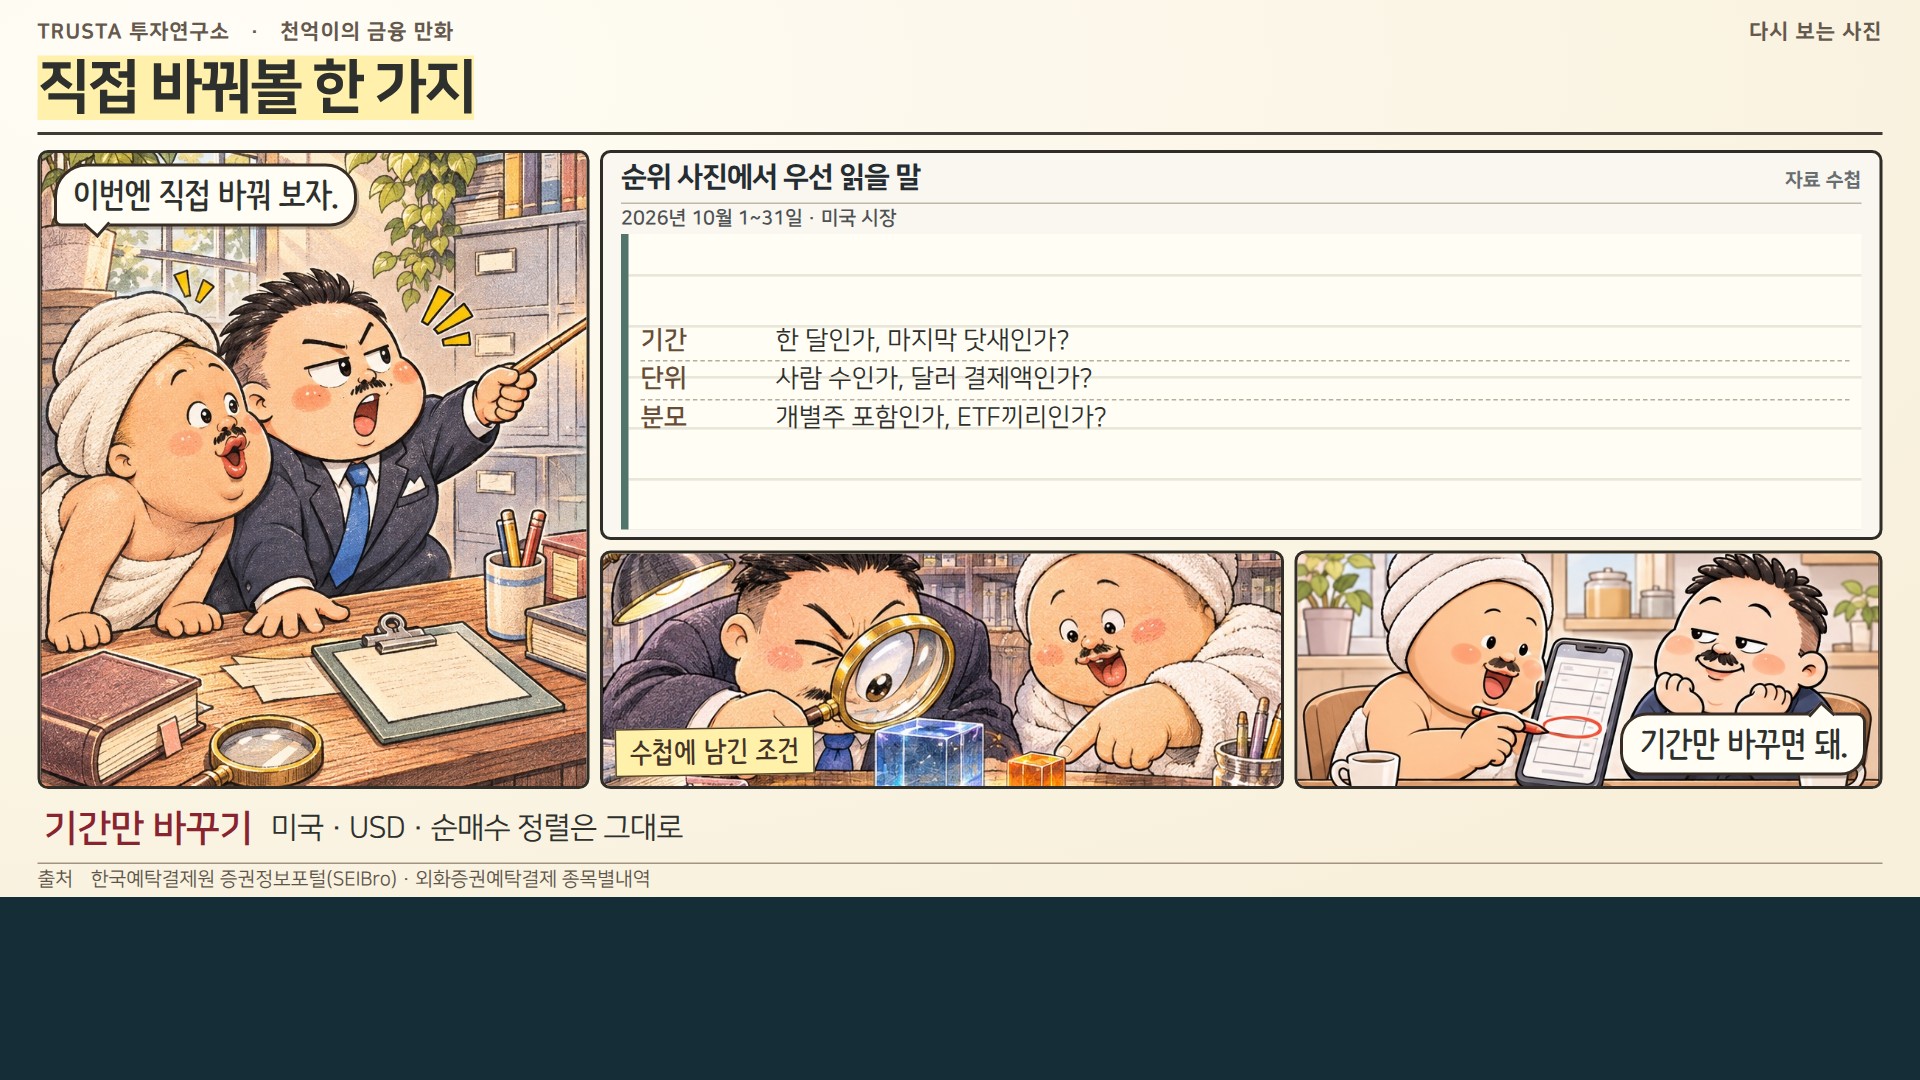 TRUSTA 투자연구소 · 천억이의 금융 만화
다시 보는 사진
직접 바꿔볼 한 가지
이번엔 직접 바꿔 보자.
순위 사진에서 우선 읽을 말
자료 수첩
2026년 10월 1~31일 · 미국 시장
기간 한 달인가, 마지막 닷새인가?
단위 사람 수인가, 달러 결제액인가?
분모 개별주 포함인가, ETF끼리인가?
수첩에 남긴 조건
기간만 바꾸면 돼.
기간만 바꾸기 미국 · USD · 순매수 정렬은 그대로
출처 한국예탁결제원 증권정보포털(SEIBro) · 외화증권예탁결제 종목별내역